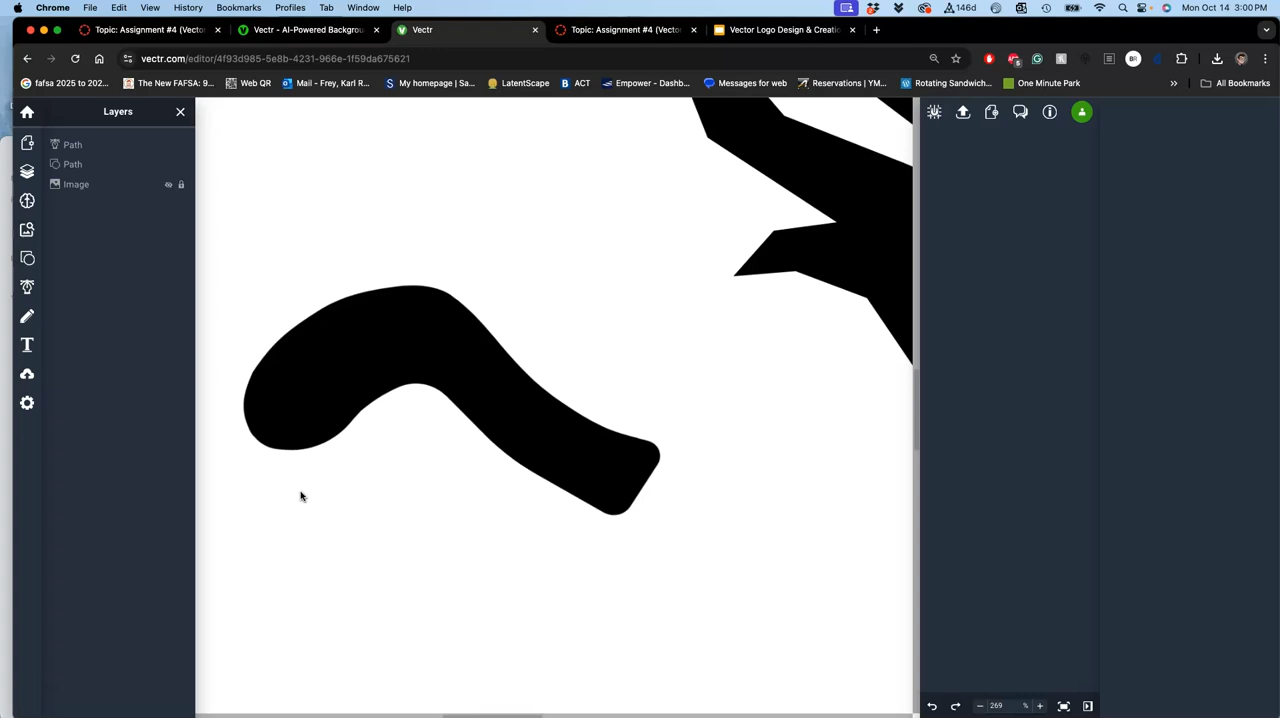 Chrome File Edit View History Bookmarks Profiles Tab Window Help 146d Mon Oct 14 3:00 PM
Topic: Assignment #4 (Vector Vectr - AI-Powered Backgrou Vectr Topic: Assignment #4 (Vector Vector Logo Design & Creatio
vectr.com/editor/4f93d985-5e8b-4231-966e-1f59da675621
fafsa 2025 to 202... The New FAFSA: W... Web QR Mail - Frey, Karl R... My homepage | Sa... LatentScape ACT Empower - Dashb... Messages for web Reservations | /YM... Wordmark Rotating Sandwich... One Minute Park All Bookmarks
Layers
Path
Path
Image
269 %